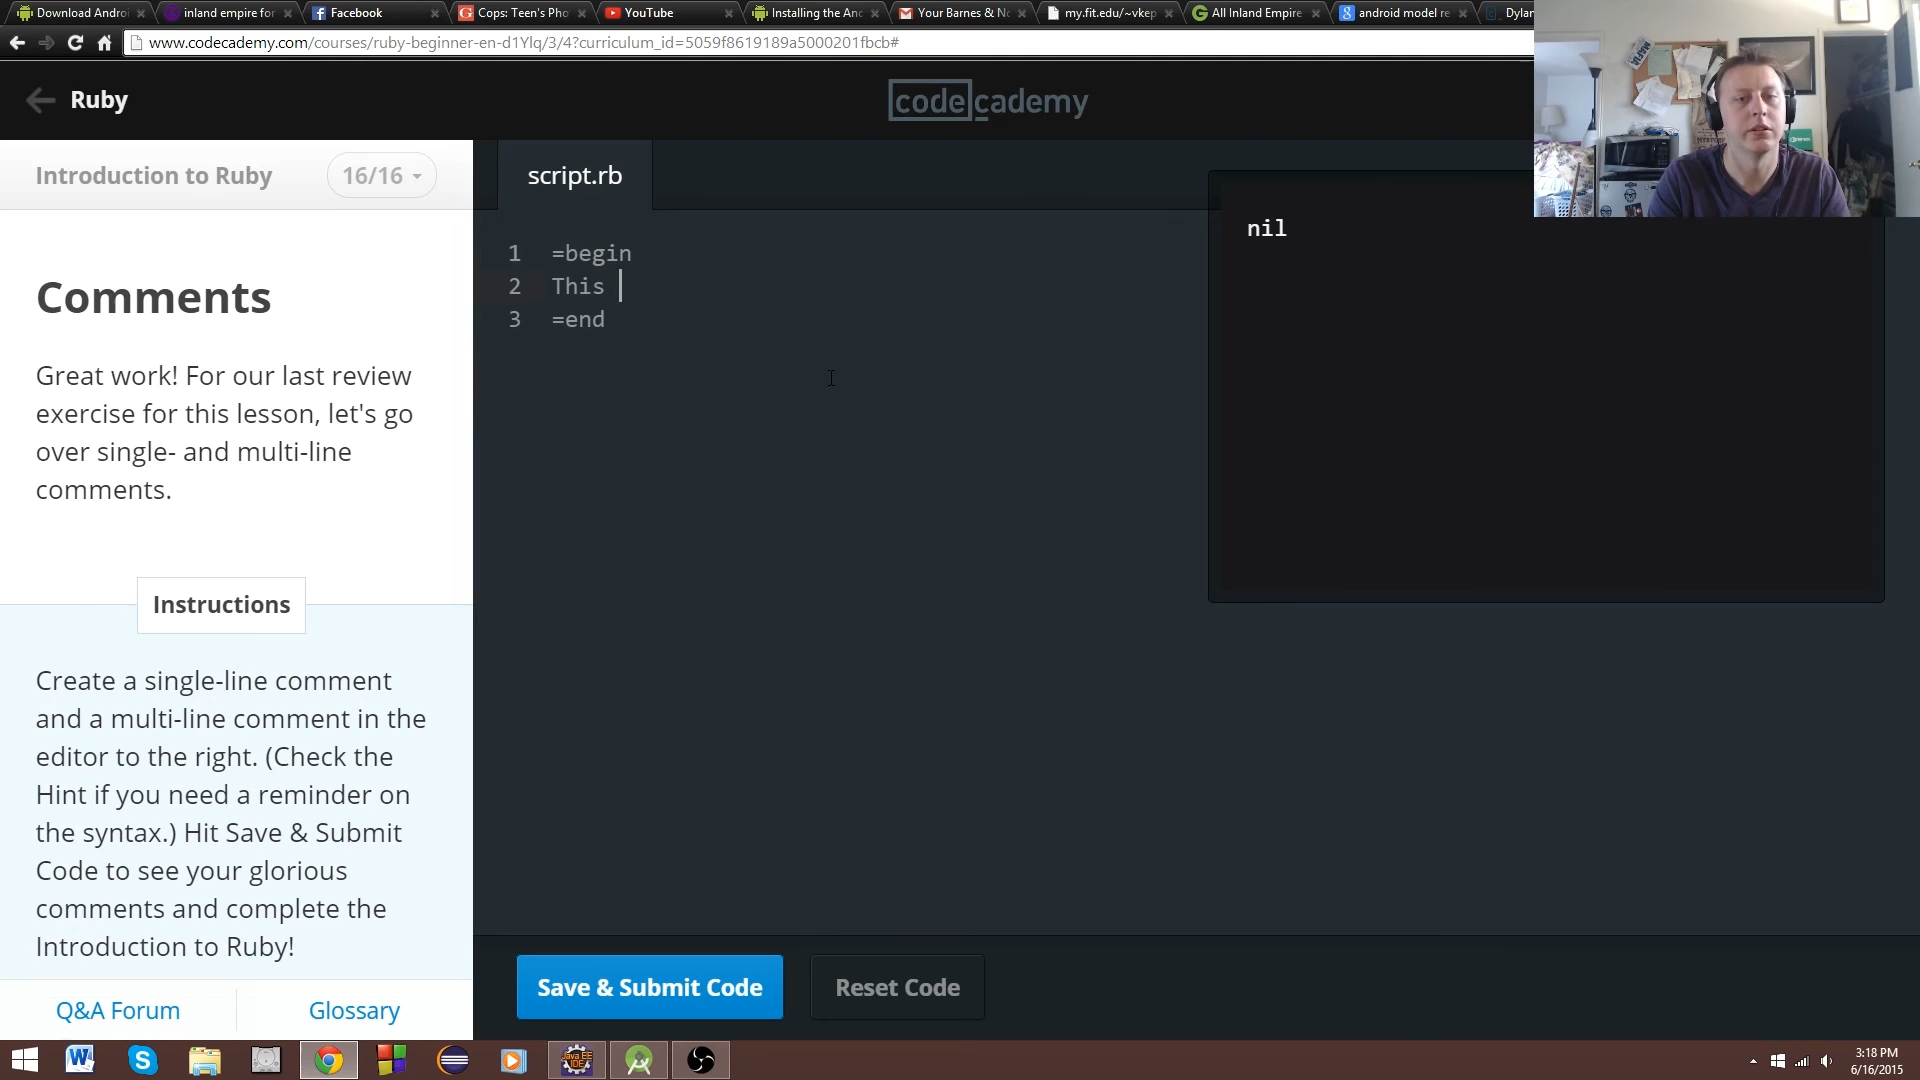 Download Androi
inland empire for
Facebook
Cops: Teen's Pho
YouTube
Installing the And
Your Barnes & No
my.fit.edu/~vkep
All Inland Empire
android model re
Dylan
www.codecademy.com/courses/ruby-beginner-en-d1Ylq/3/4?curriculum_id=5059f8619189a5000201fbcb#
Ruby
codecademy
Introduction to Ruby
16/16
script.rb
Comments
Great work! For our last review
exercise for this lesson, let's go
over single- and multi-line
comments.
Instructions
Create a single-line comment
and a multi-line comment in the
editor to the right. (Check the
Hint if you need a reminder on
the syntax.) Hit Save & Submit
Code to see your glorious
comments and complete the
Introduction to Ruby!
Q&A Forum
Glossary
1 =begin
2 This
3 =end
nil
MAFIA
Save & Submit Code
Reset Code
Java EE
IDE
3:18 PM
6/16/2015